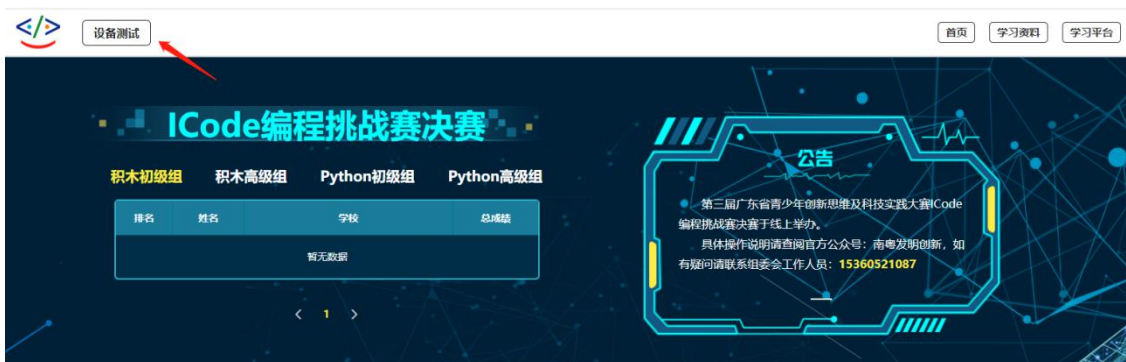 设备测试
首页 学习资料 学习平台
ICode编程挑战赛决赛
积木初级组 积木高级组 Python初级组 Python高级组
排名 姓名 学校 总成绩
暂无数据
< 1 >
公告
第三届广东省青少年创新思维及科技实践大赛ICode
编程挑战赛决赛于线上举办。
具体操作说明请查阅官方公众号：南粤发明创新，如
有疑问请联系组委会工作人员：15360521087